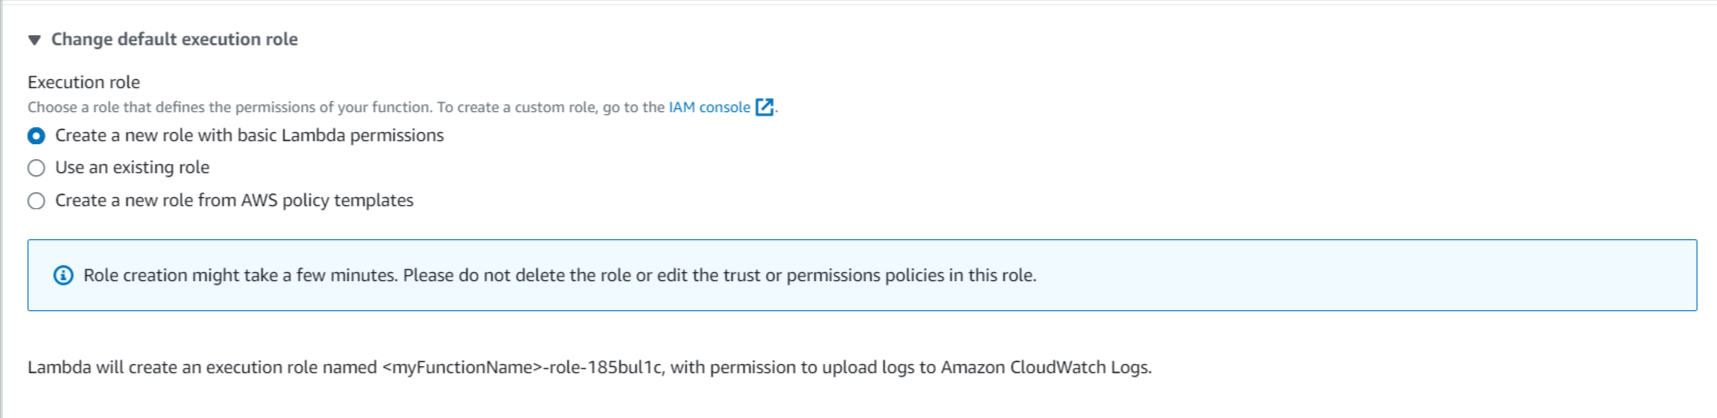 Change default execution role
Execution role
Choose a role that defines the permissions of your function. To create a custom role, go to the IAM console.
Create a new role with basic Lambda permissions
Use an existing role
Create a new role from AWS policy templates
Role creation might take a few minutes. Please do not delete the role or edit the trust or permissions policies in this role.
Lambda will create an execution role named <myFunctionName>-role-185bul1c, with permission to upload logs to Amazon CloudWatch Logs.